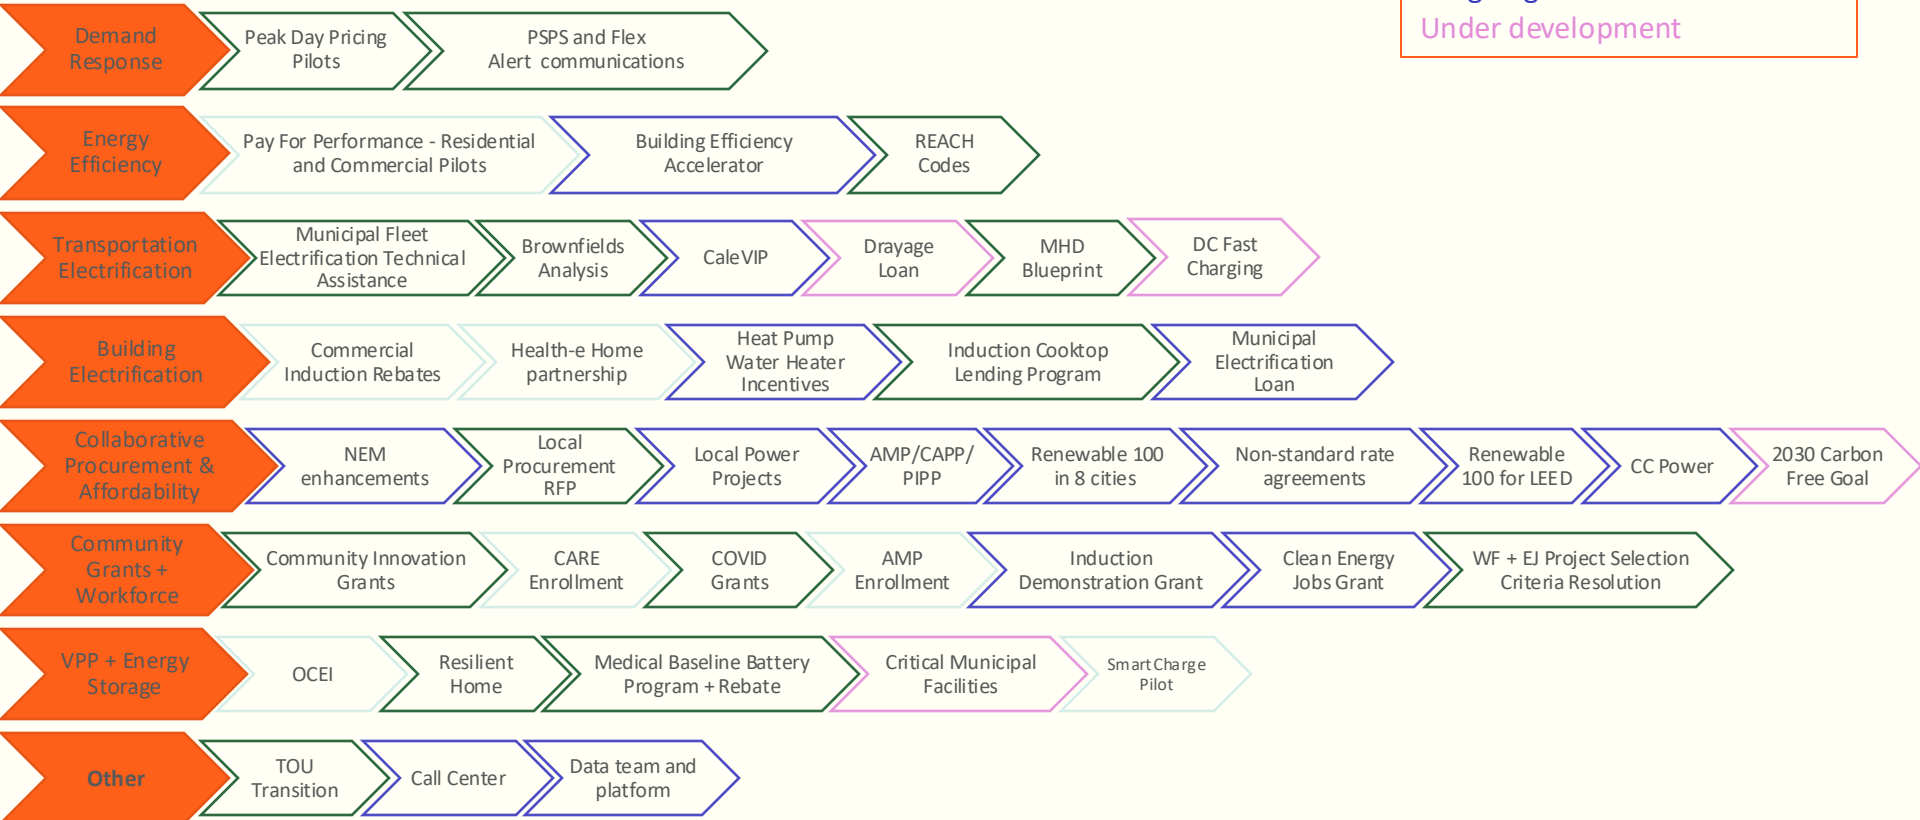 Under development
Demand
Response
Peak Day Pricing
Pilots
PSPS and Flex
Alert communications
Energy
Efficiency
Pay For Performance - Residential
and Commercial Pilots
Building Efficiency
Accelerator
REACH
Codes
Transportation
Electrification
Municipal Fleet
Electrification Technical
Assistance
Brownfields
Analysis
CaleVIP
Drayage
Loan
MHD
Blueprint
DC Fast
Charging
Building
Electrification
Commercial
Induction Rebates
Health-e Home
partnership
Heat Pump
Water Heater
Incentives
Induction Cooktop
Lending Program
Municipal
Electrification
Loan
Collaborative
Procurement &
Affordability
NEM
enhancements
Local
Procurement
RFP
Local Power
Projects
AMP/CAPP/
PIPP
Renewable 100
in 8 cities
Non-standard rate
agreements
Renewable
100 for LEED
CC Power
2030 Carbon
Free Goal
Community
Grants +
Workforce
Community Innovation
Grants
CARE
Enrollment
COVID
Grants
AMP
Enrollment
Induction
Demonstration Grant
Clean Energy
Jobs Grant
WF + EJ Project Selection
Criteria Resolution
VPP + Energy
Storage
OCEI
Resilient
Home
Medical Baseline Battery
Program + Rebate
Critical Municipal
Facilities
Smart Charge
Pilot
Other
TOU
Transition
Call Center
Data team and
platform